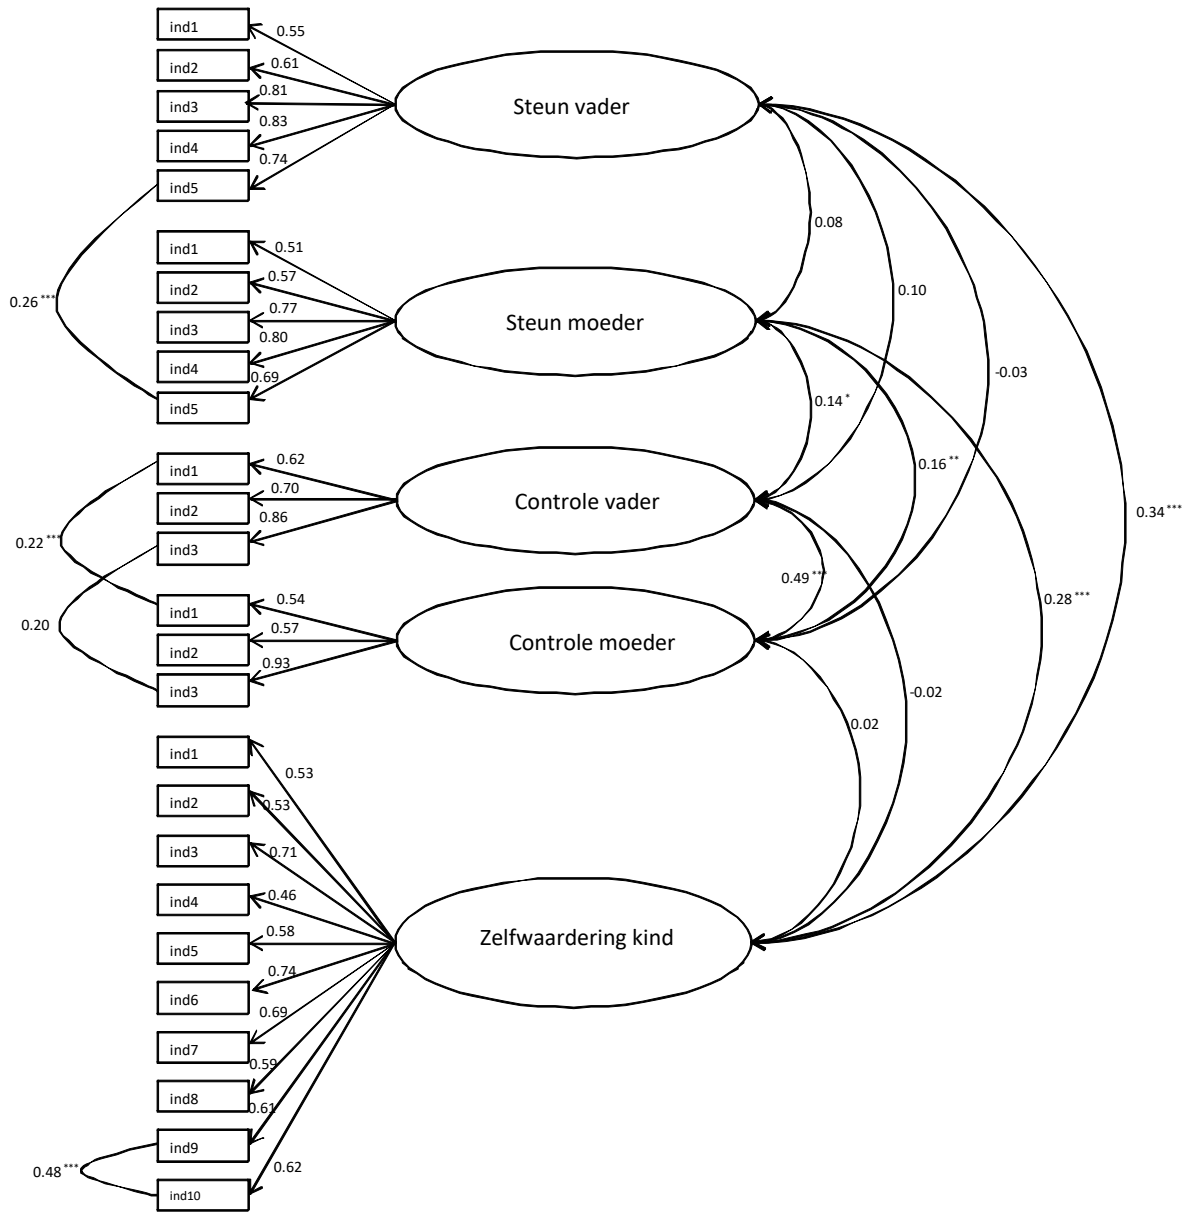 ind1
0.55
ind2
0.61
ind3
0.81
ind4
0.83
ind5
0.74
Steun vader
ind1
0.51
ind2
0.57
ind3
0.77
ind4
0.80
ind5
0.69
Steun moeder
0.26 ***
ind1
0.62
ind2
0.70
ind3
0.86
Controle vader
0.22 ***
ind1
0.54
ind2
0.57
ind3
0.93
Controle moeder
0.20
ind1
0.53
ind2
0.53
ind3
0.71
ind4
0.46
ind5
0.58
ind6
0.74
ind7
0.69
ind8
0.59
ind9
0.61
ind10
0.62
Zelfwaardering kind
0.48 ***
0.08
0.10
-0.03
0.14 *
0.16 **
0.34 ***
0.49 ***
0.28 ***
-0.02
0.02